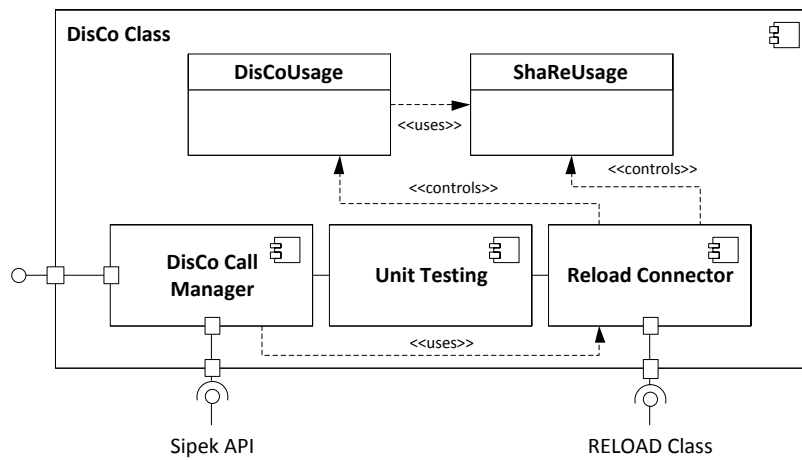 DisCo Class
DisCoUsage
ShaReUsage
<<uses>>
<<controls>>
<<controls>>
DisCo Call
Manager
Unit Testing
Reload Connector
<<uses>>
Sipek API
RELOAD Class